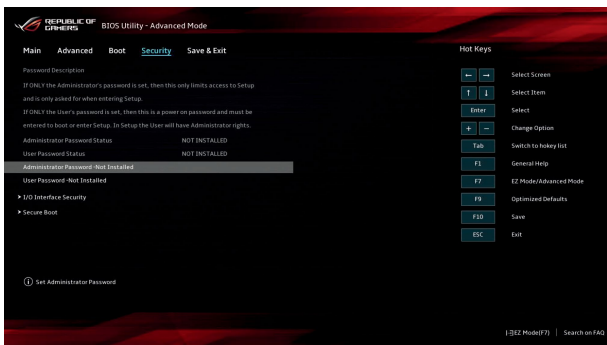 REPUBLIC OF
GAMERS
BIOS Utility - Advanced Mode
Main Advanced Boot Security Save & Exit
Hot Keys
Password Description
If ONLY the Administrator's password is set, then this only limits access to Setup
and is only asked for when entering Setup.
If ONLY the User's password is set, then this is a power on password and must be
entered to boot or enter Setup. In Setup the User will have Administrator rights.
Administrator Password Status NOT INSTALLED
User Password Status NOT INSTALLED
Administrator Password -Not Installed
User Password -Not Installed
I/O Interface Security
Secure Boot
Set Administrator Password
← → Select Screen
↑ ↓ Select Item
Enter Select
+ − Change Option
Tab Switch to hokey list
F1 General Help
F7 EZ Mode/Advanced Mode
F9 Optimized Defaults
F10 Save
ESC Exit
EZ Mode(F7) | Search on FAQ